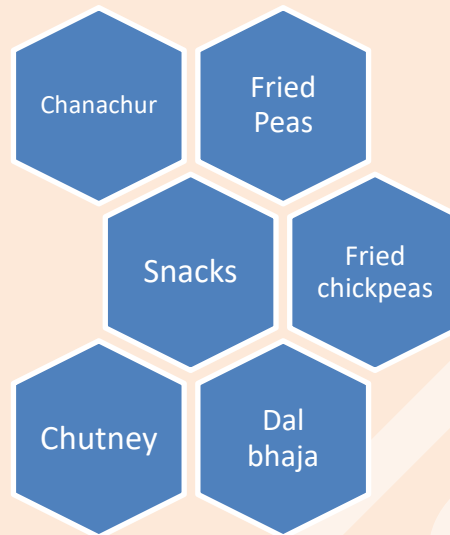 Chanachur
Fried
Peas
Snacks
Fried
chickpeas
Chutney
Dal
bhaja